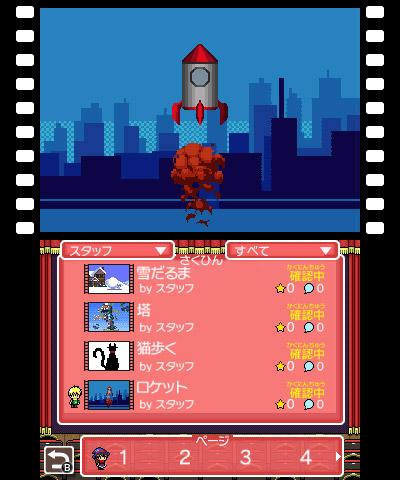 スタッフ
すべて
さくひん
雪だるま
かくにんちゅう
確認中
by スタッフ
0 0
塔
かくにんちゅう
確認中
by スタッフ
0 0
猫歩く
かくにんちゅう
確認中
by スタッフ
0 0
ロケット
かくにんちゅう
確認中
by スタッフ
0 0
ページ
B
1 2 3 4